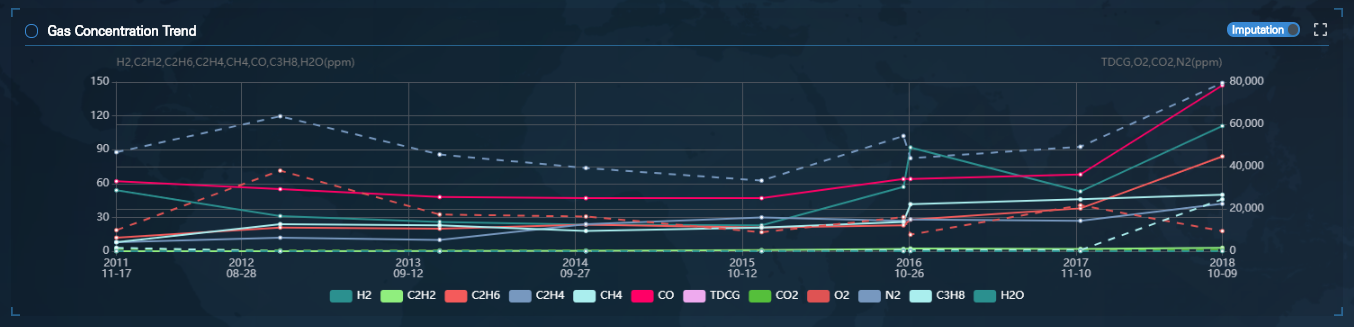 Gas Concentration Trend
Imputation
H2,C2H2,C2H6,C2H4,CH4,CO,C3H8,H2O(ppm)
TDCG,O2,CO2,N2(ppm)
150
80,000
120
60,000
90
40,000
60
20,000
30
0
0
2011 2012 2013 2014 2015 2016 2017 2018
11-17 08-28 09-12 09-27 10-12 10-26 11-10 10-09
H2 C2H2 C2H6 C2H4 CH4 CO TDCG CO2 O2 N2 C3H8 H2O